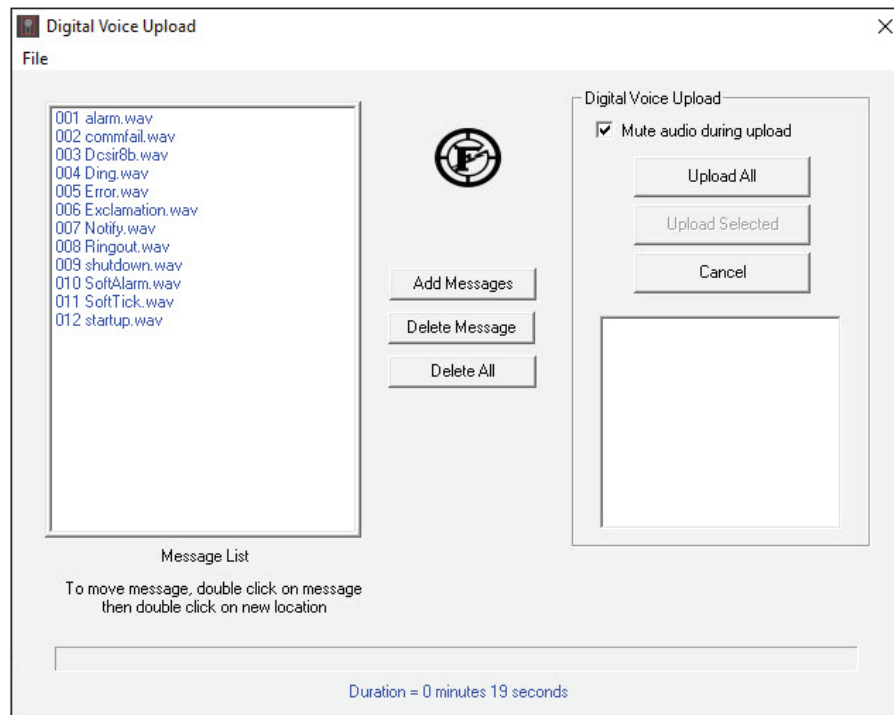 Digital Voice Upload
File
001 alarm.wav
002 commfail.wav
003 Dcsir8b.wav
004 Ding.wav
005 Error.wav
006 Exclamation.wav
007 Notify.wav
008 Ringout.wav
009 shutdown.wav
010 SoftAlarm.wav
011 SoftTick.wav
012 startup.wav
Message List
To move message, double click on message
then double click on new location
F
Add Messages
Delete Message
Delete All
Digital Voice Upload
Mute audio during upload
Upload All
Upload Selected
Cancel
Duration = 0 minutes 19 seconds